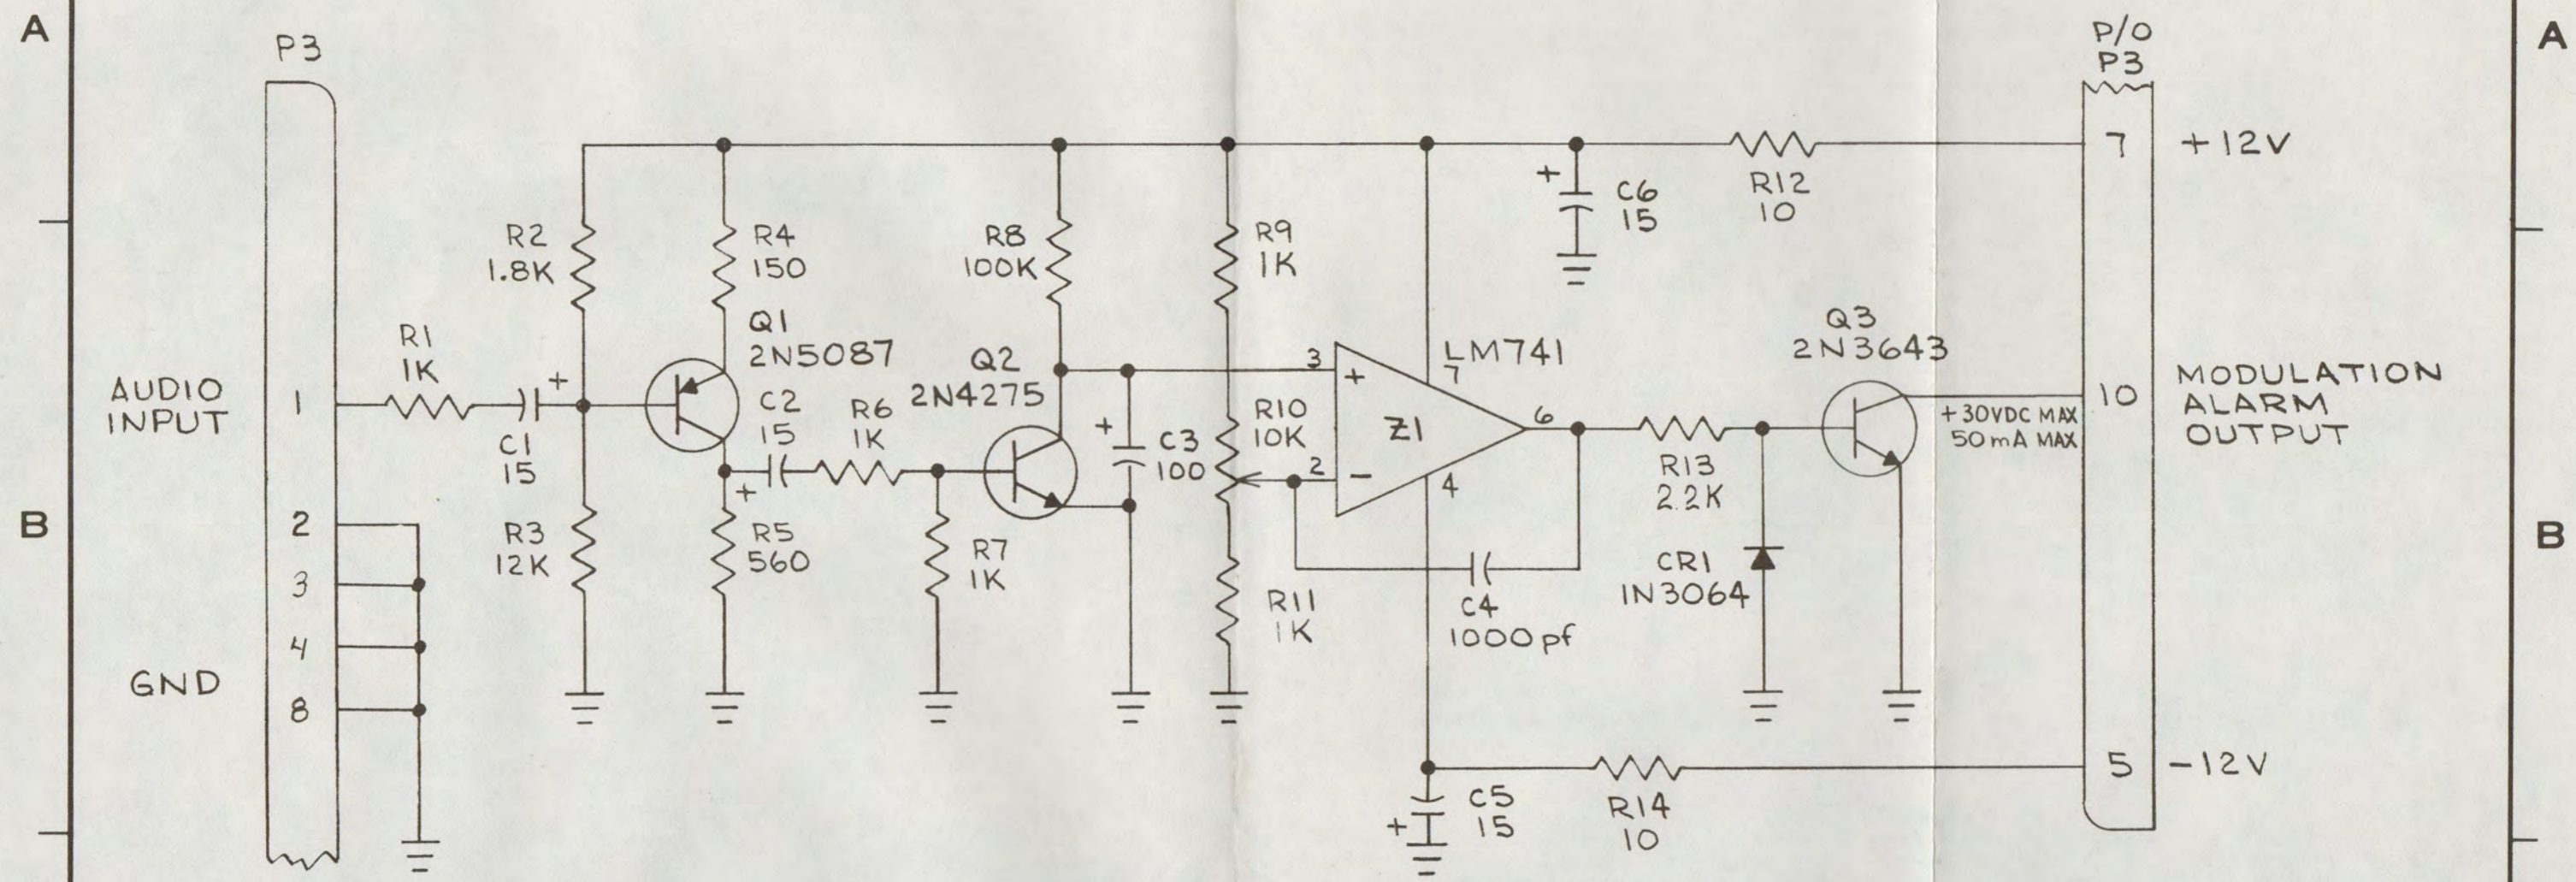 A
P3
P/O
P3
A
7
+12V
+
C6
15
R12
10
R2
1.8K
R4
150
R8
100K
R9
1K
R1
1K
Q1
2N5087
Q2
2N4275
LM741
7
Q3
2N3643
AUDIO
INPUT
1
+
C1
15
C2
15
+
R6
1K
+
C3
100
R10
10K
3
+
Z1
2
−
6
4
R13
2.2K
+30VDC MAX
50mA MAX
10
MODULATION
ALARM
OUTPUT
B
2
3
4
8
GND
R3
12K
R5
560
R7
1K
R11
1K
C4
1000pf
CR1
1N3064
B
+
C5
15
R14
10
5
-12V